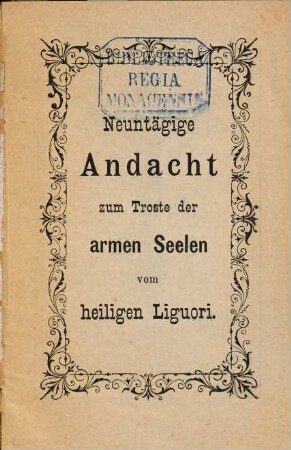 BIBLIOTHECA
REGIA
MONACENSIS
Neuntägige
Andacht
zum Troste der
armen Seelen
vom
heiligen Liguori.